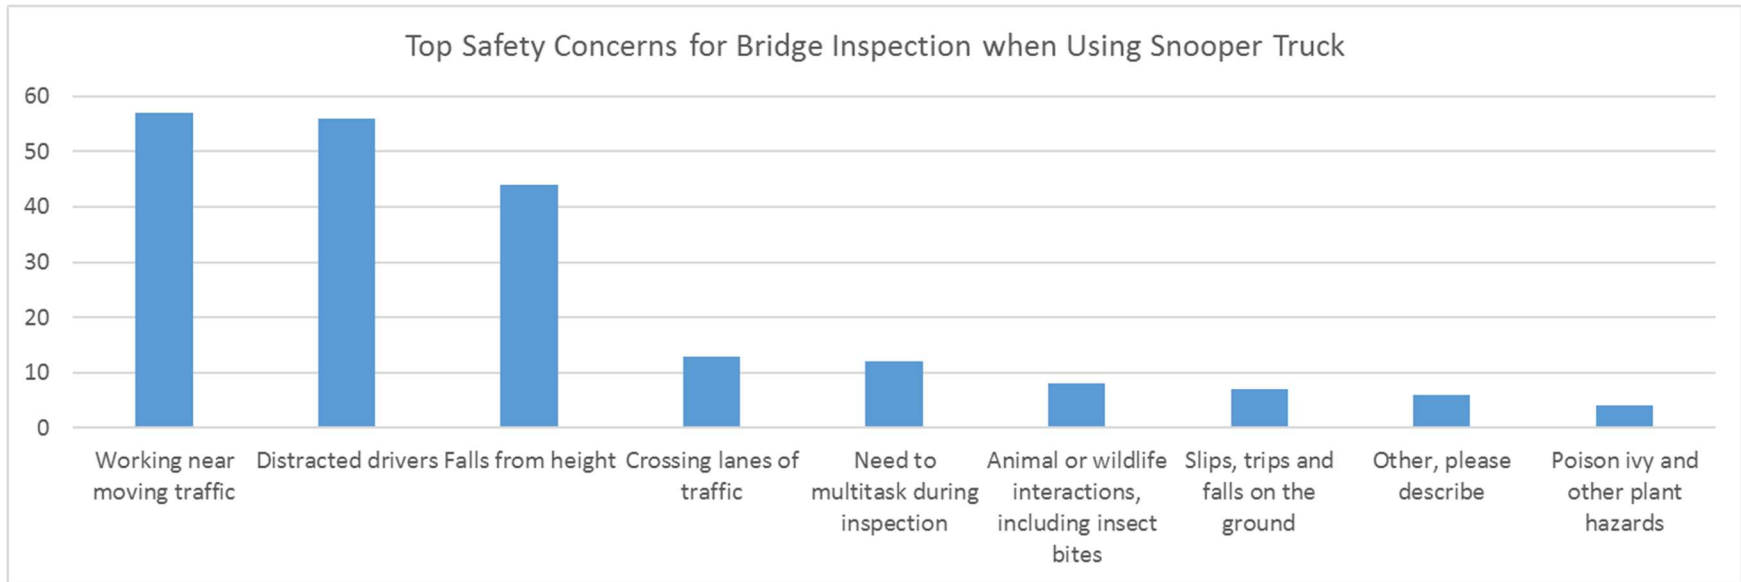 Top Safety Concerns for Bridge Inspection when Using Snooper Truck
60
50
40
30
20
10
0
Working near
moving traffic
Distracted drivers
Falls from height
Crossing lanes of
traffic
Need to
multitask during
inspection
Animal or wildlife
interactions,
including insect
bites
Slips, trips and
falls on the
ground
Other, please
describe
Poison ivy and
other plant
hazards